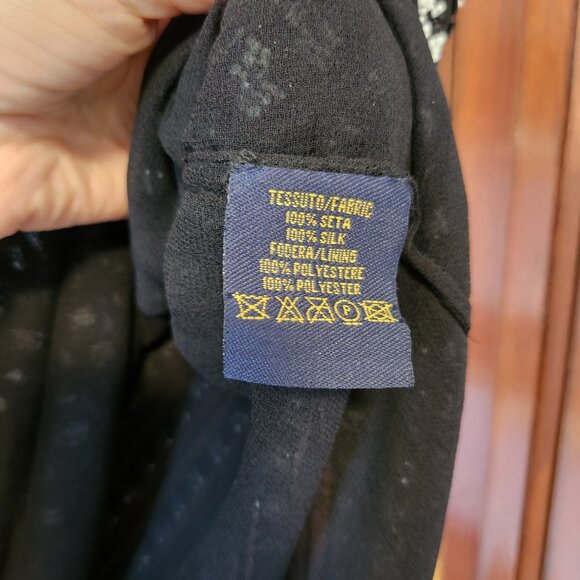 TESSUTO/FABRIC
100% SETA
100% SILK
FODERA/LINING
100% POLYESTERE
100% POLYESTER
P